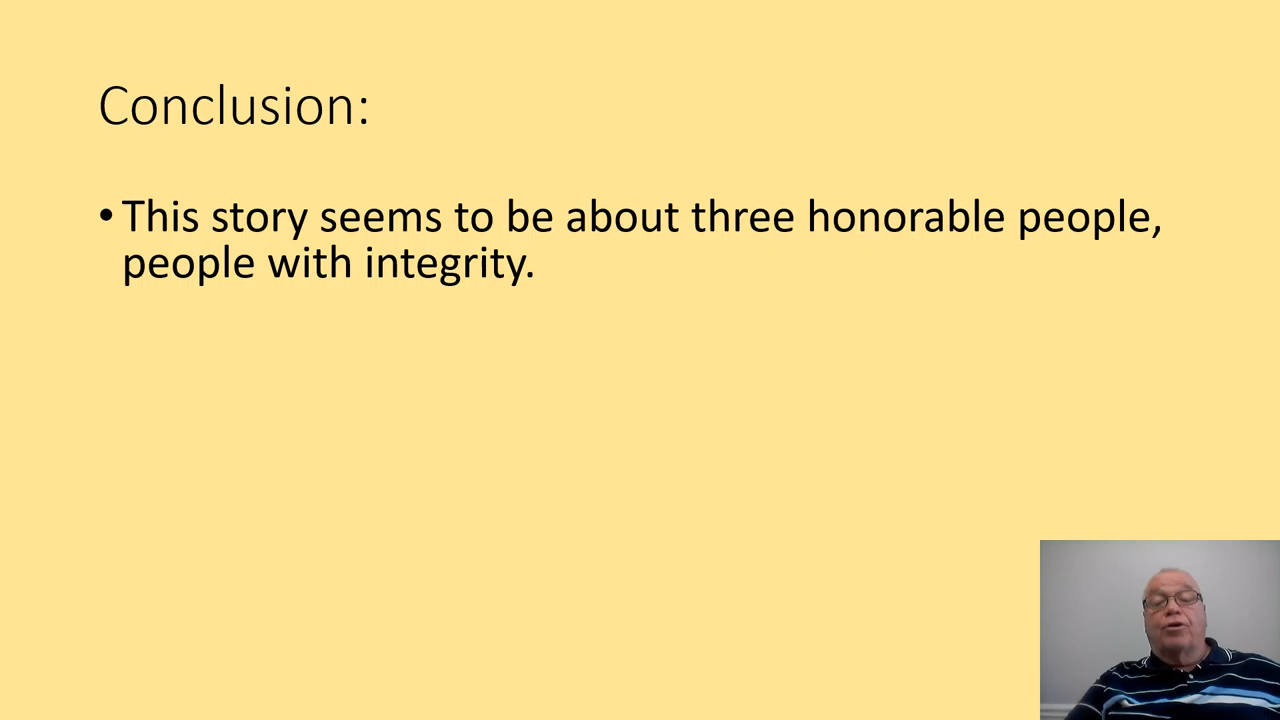 Conclusion:
• This story seems to be about three honorable people,
people with integrity.